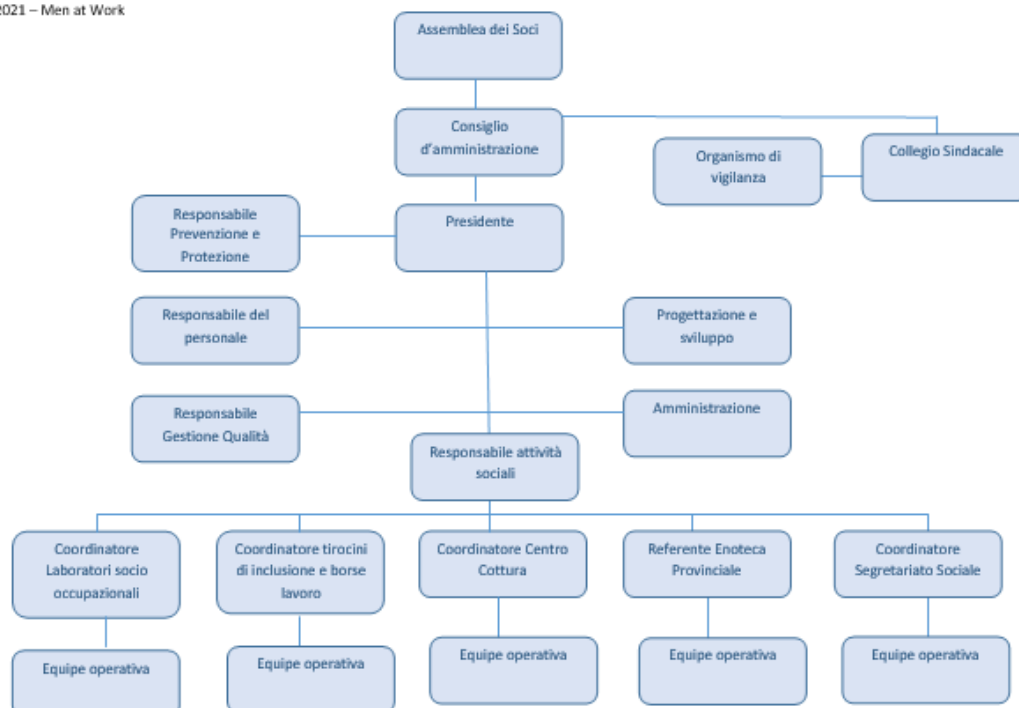 2021 – Men at Work
Assemblea dei Soci
Consiglio
d'amministrazione
Organismo di
vigilanza
Collegio Sindacale
Responsabile
Prevenzione e
Protezione
Presidente
Responsabile del
personale
Progettazione e
sviluppo
Responsabile
Gestione Qualità
Amministrazione
Responsabile attività
sociali
Coordinatore
Laboratori socio
occupazionali
Coordinatore tirocini
di inclusione e borse
lavoro
Coordinatore Centro
Cottura
Referente Enoteca
Provinciale
Coordinatore
Segretariato Sociale
Equipe operativa
Equipe operativa
Equipe operativa
Equipe operativa
Equipe operativa